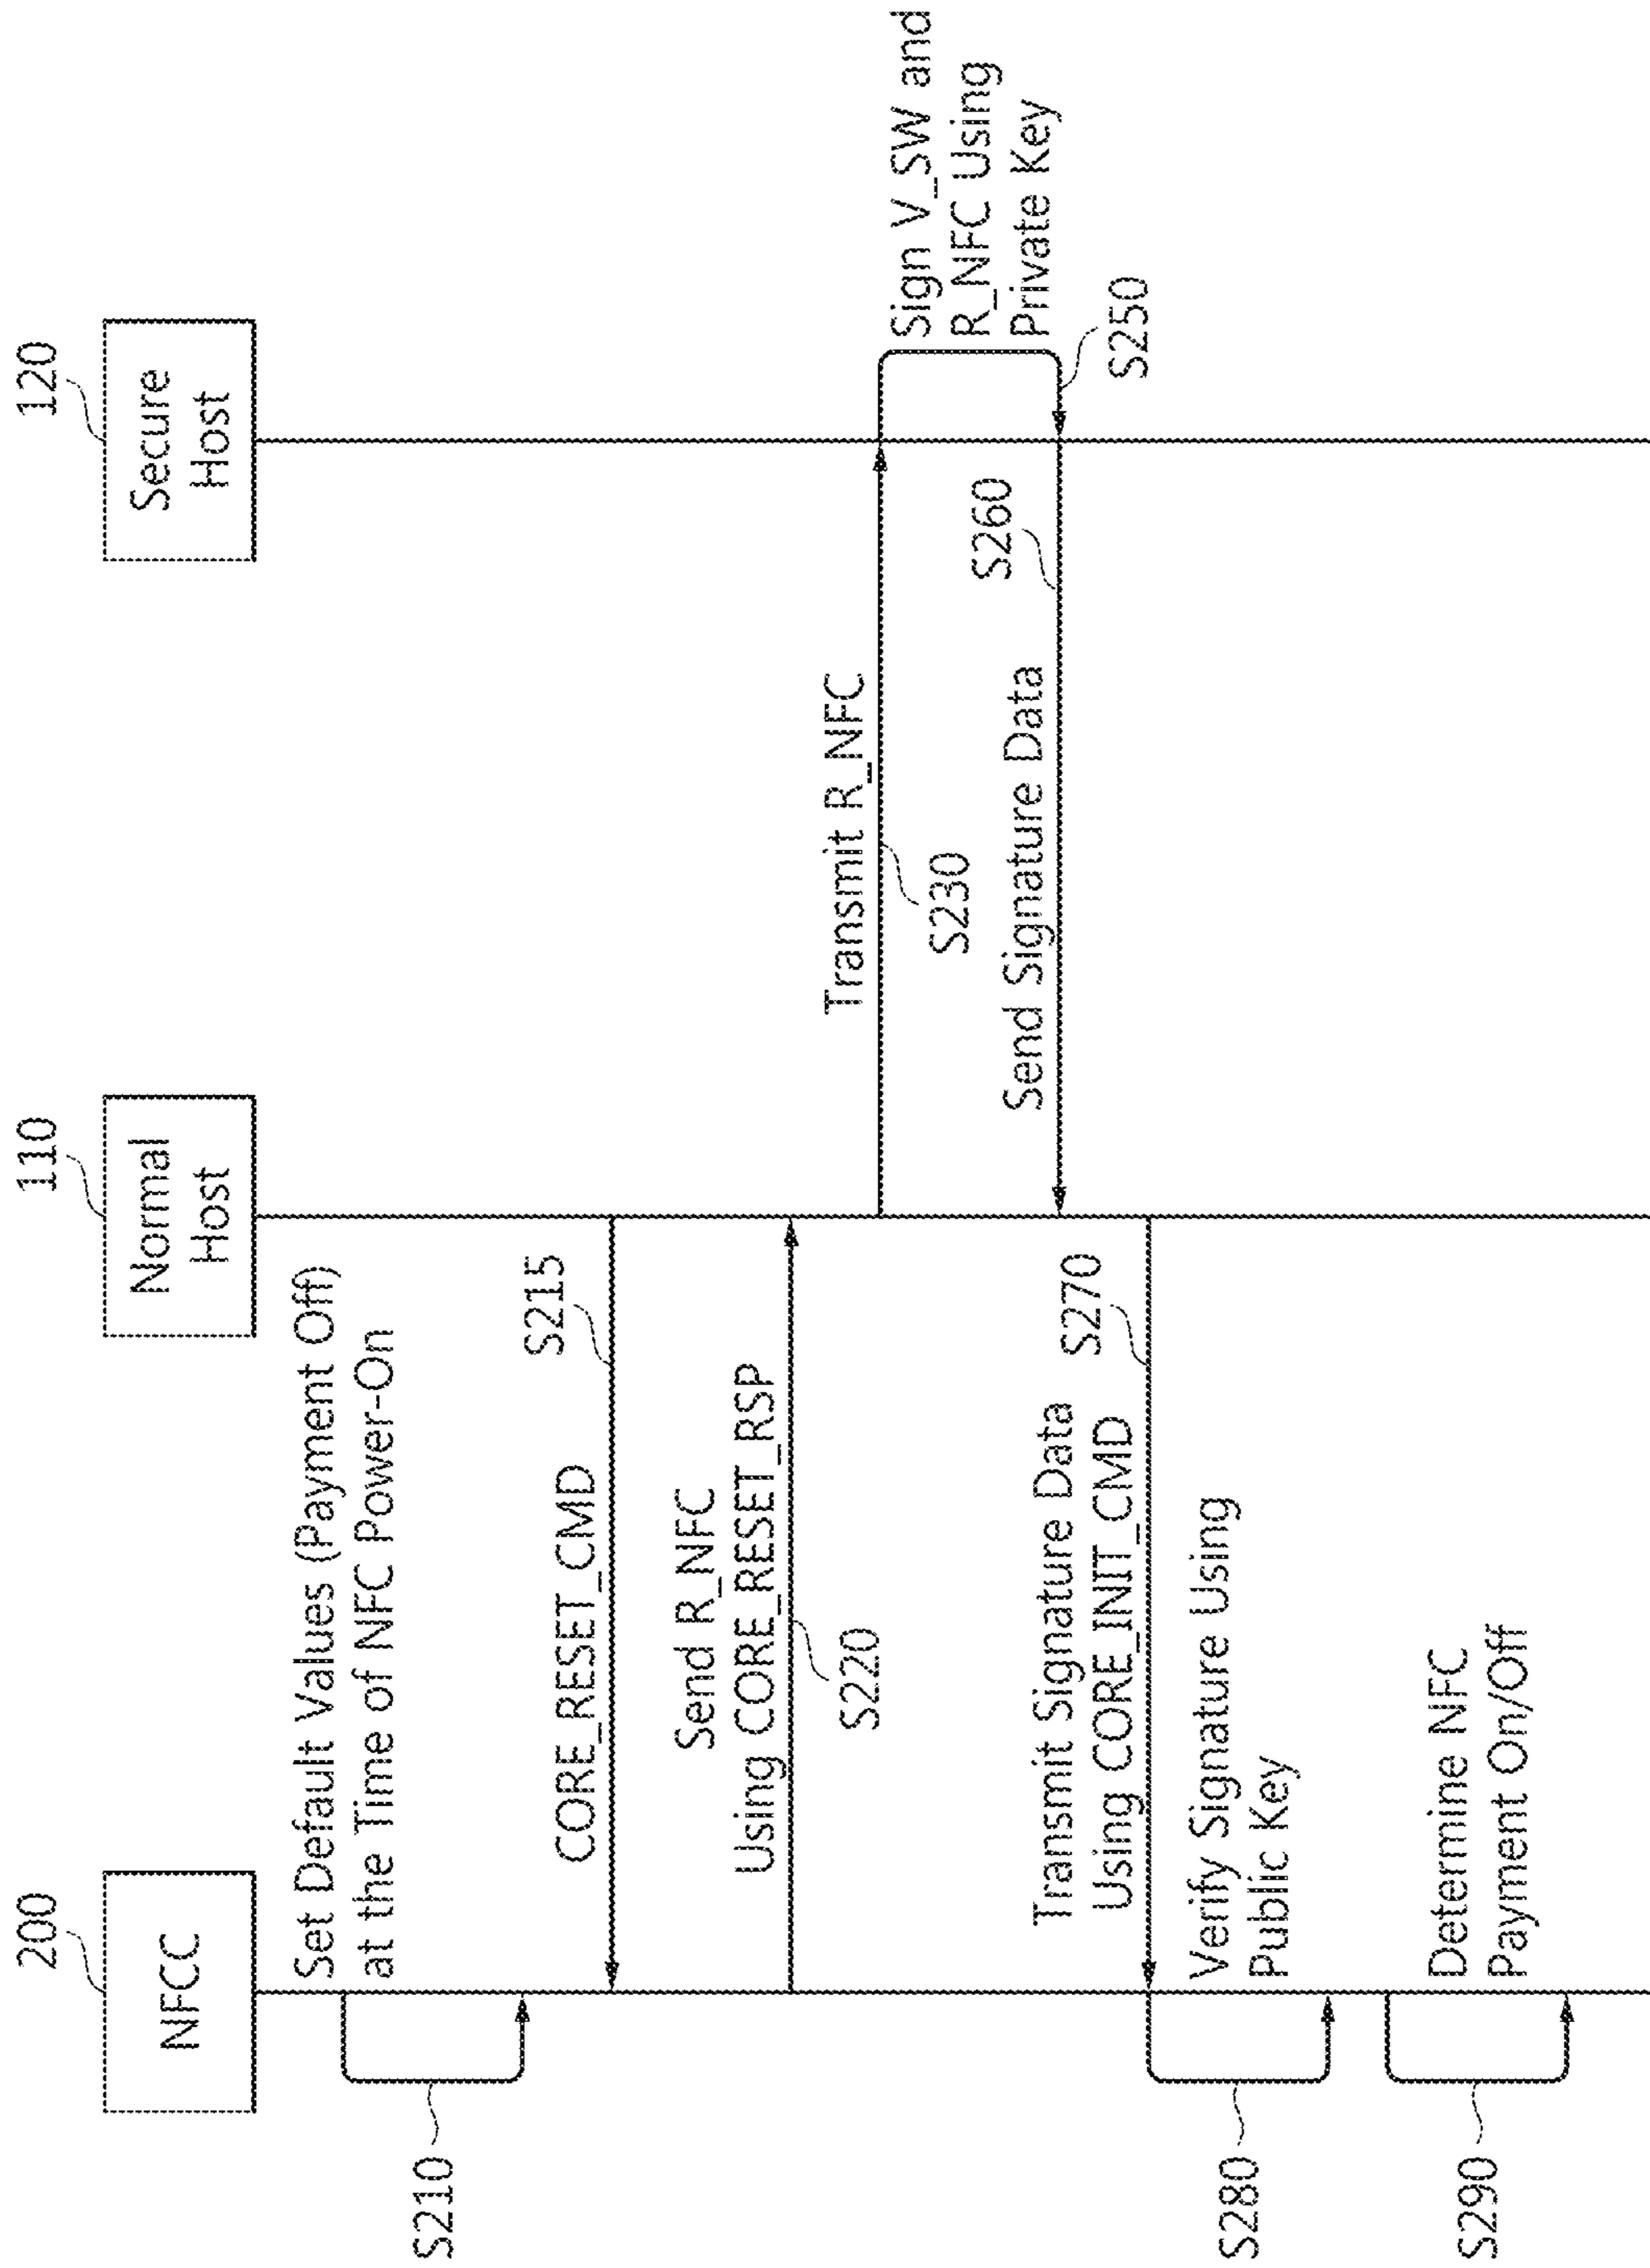 200
NFCC
110
Normal
Host
120
Secure
Host
Set Default Values (Payment Off)
at the Time of NFC Power-On
S210
S215
CORE_RESET_CMD
Send R_NFC
Using CORE_RESET_RSP
S220
Transmit R_NFC
S230
Sign V_SW and
R_NFC Using
Private Key
S250
S260
Send Signature Data
S270
Transmit Signature Data
Using CORE_INIT_CMD
Verify Signature Using
Public Key
S280
Determine NFC
Payment On/Off
S290